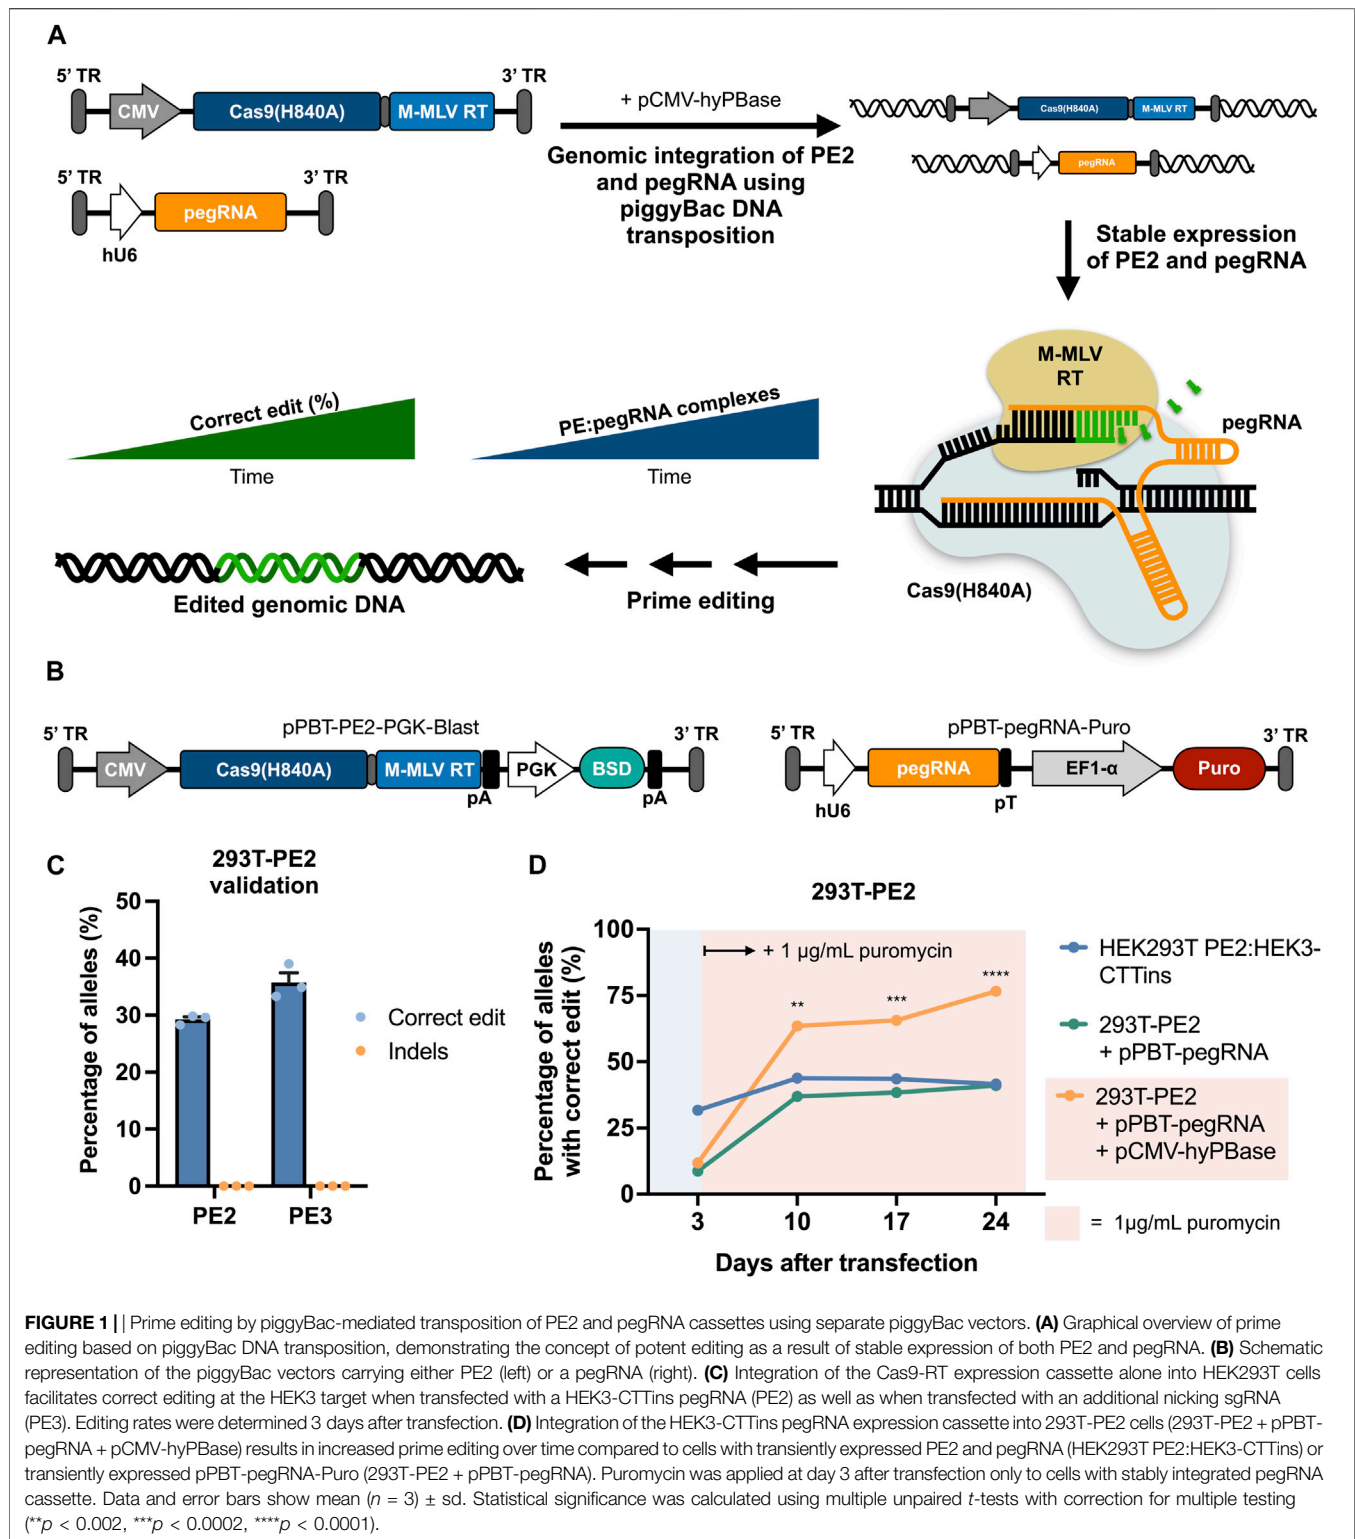 A
5' TR
3' TR
CMV
Cas9(H840A)
M-MLV RT
5' TR
3' TR
pegRNA
hU6
+ pCMV-hyPBase
Genomic integration of PE2
and pegRNA using
piggyBac DNA
transposition
Cas9(H840A)
M-MLV RT
pegRNA
Stable expression
of PE2 and pegRNA
M-MLV
RT
pegRNA
Cas9(H840A)
Correct edit (%)
Time
PE:pegRNA complexes
Time
Edited genomic DNA
Prime editing
B
pPBT-PE2-PGK-Blast
5' TR
3' TR
CMV
Cas9(H840A)
M-MLV RT
pA
PGK
BSD
pA
pPBT-pegRNA-Puro
5' TR
3' TR
hU6
pegRNA
pT
EF1-α
Puro
C
293T-PE2
validation
Percentage of alleles (%)
50
40
30
20
10
0
PE2
PE3
Correct edit
Indels
D
293T-PE2
Percentage of alleles
with correct edit (%)
100
75
50
25
0
+ 1 µg/mL puromycin
**
***
****
3
10
17
24
Days after transfection
HEK293T PE2:HEK3-
CTTins
293T-PE2
+ pPBT-pegRNA
293T-PE2
+ pPBT-pegRNA
+ pCMV-hyPBase
= 1µg/mL puromycin
FIGURE 1 | | Prime editing by piggyBac-mediated transposition of PE2 and pegRNA cassettes using separate piggyBac vectors. (A) Graphical overview of prime
editing based on piggyBac DNA transposition, demonstrating the concept of potent editing as a result of stable expression of both PE2 and pegRNA. (B) Schematic
representation of the piggyBac vectors carrying either PE2 (left) or a pegRNA (right). (C) Integration of the Cas9-RT expression cassette alone into HEK293T cells
facilitates correct editing at the HEK3 target when transfected with a HEK3-CTTins pegRNA (PE2) as well as when transfected with an additional nicking sgRNA
(PE3). Editing rates were determined 3 days after transfection. (D) Integration of the HEK3-CTTins pegRNA expression cassette into 293T-PE2 cells (293T-PE2 + pPBT-
pegRNA + pCMV-hyPBase) results in increased prime editing over time compared to cells with transiently expressed PE2 and pegRNA (HEK293T PE2:HEK3-CTTins) or
transiently expressed pPBT-pegRNA-Puro (293T-PE2 + pPBT-pegRNA). Puromycin was applied at day 3 after transfection only to cells with stably integrated pegRNA
cassette. Data and error bars show mean (n = 3) ± sd. Statistical significance was calculated using multiple unpaired t-tests with correction for multiple testing
(**p < 0.002, ***p < 0.0002, ****p < 0.0001).